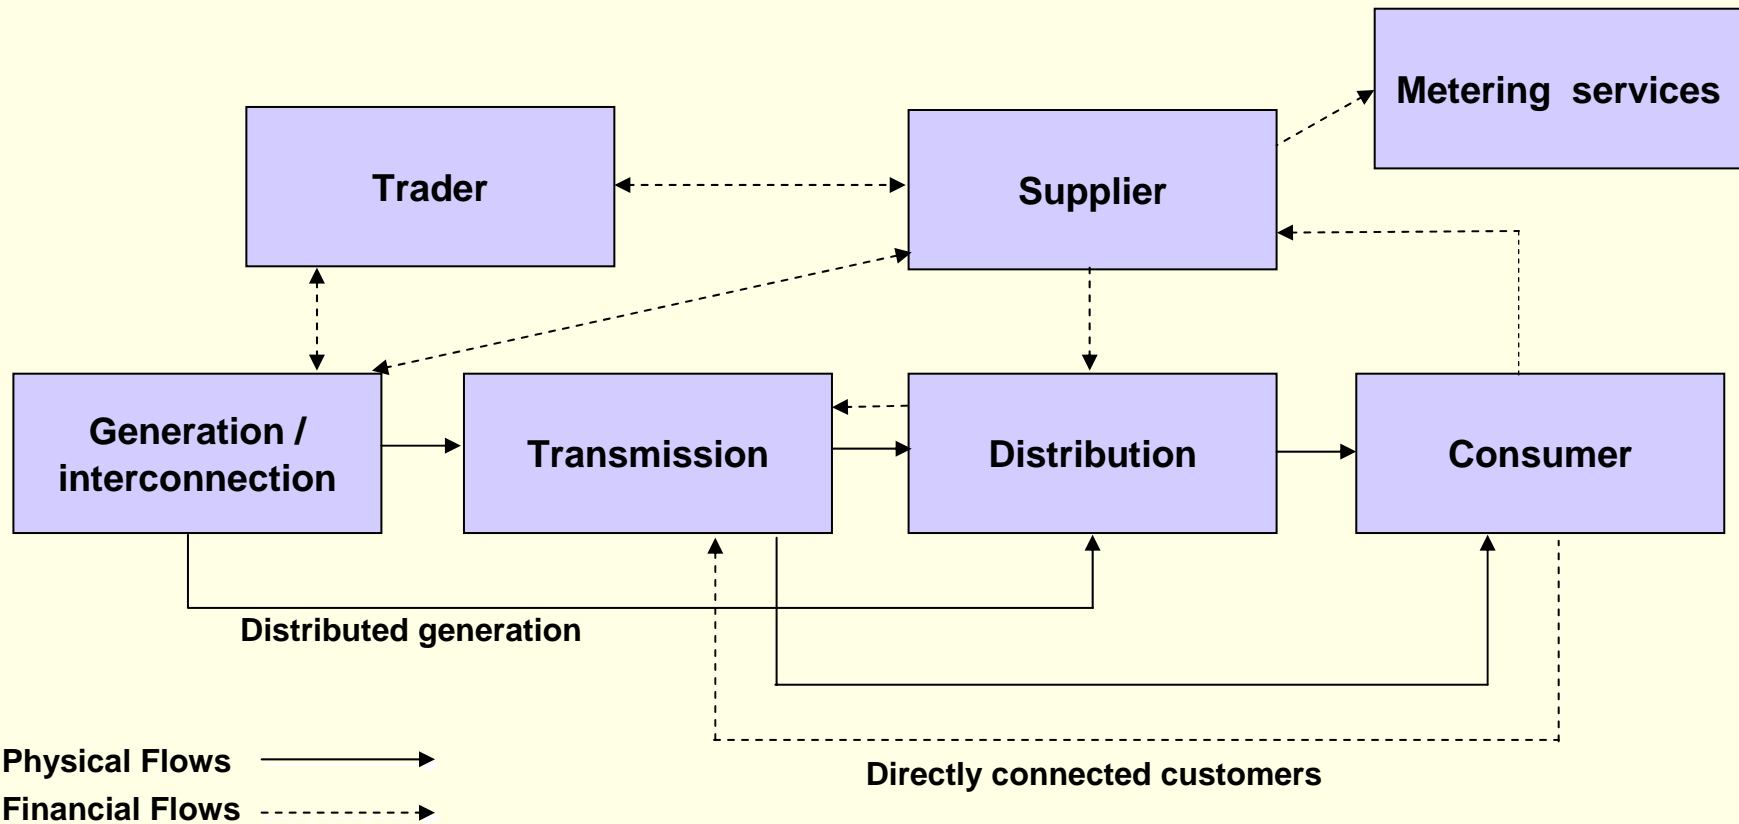 Metering services
Trader
Supplier
Generation /
interconnection
Transmission
Distribution
Consumer
Distributed generation
Directly connected customers
Physical Flows
Financial Flows